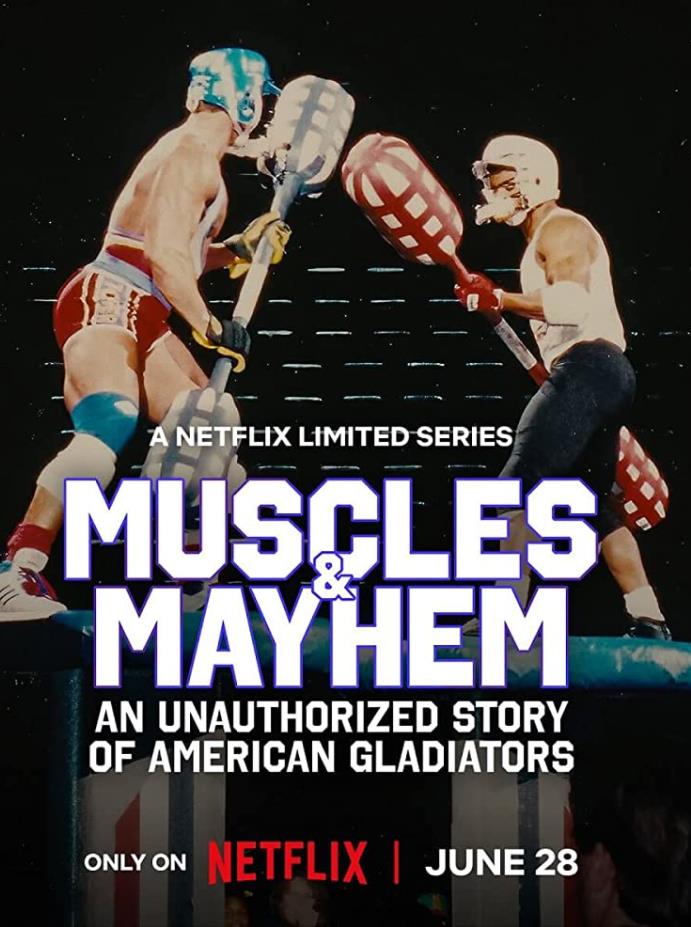 A NETFLIX LIMITED SERIES
MUSCLES
&
MAYHEM
AN UNAUTHORIZED STORY
OF AMERICAN GLADIATORS
ONLY ON NETFLIX | JUNE 28